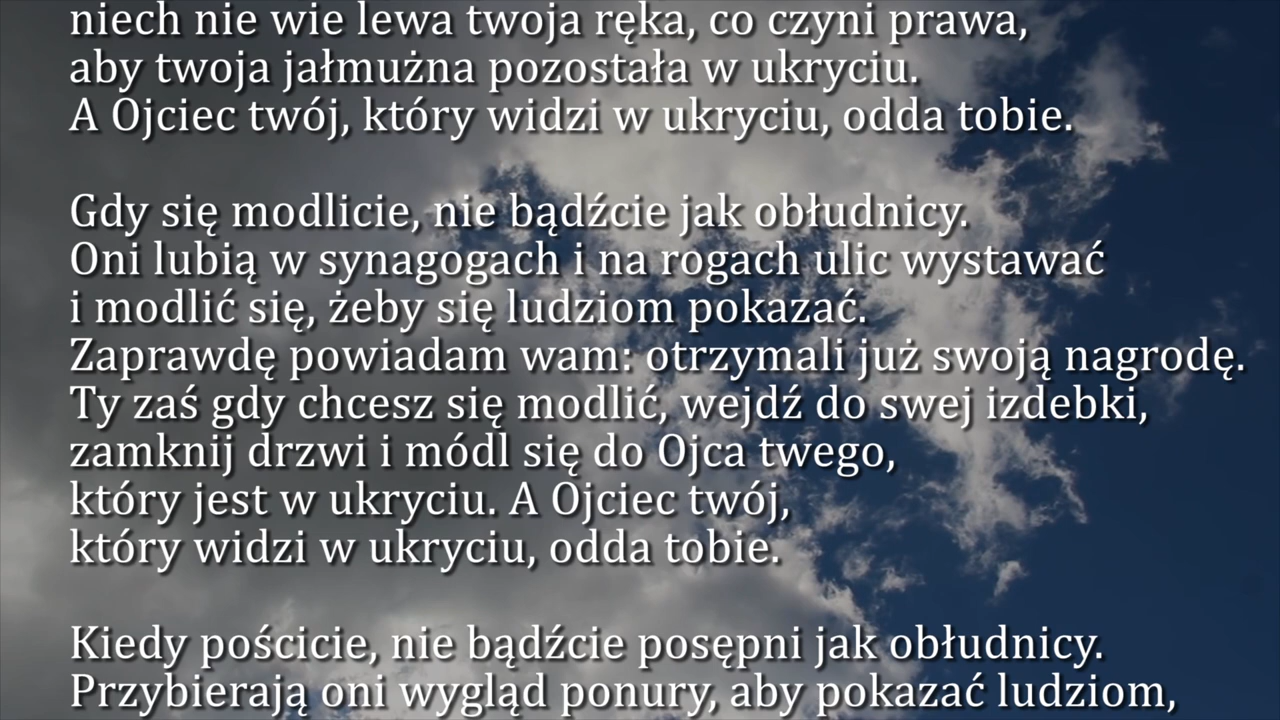 niech nie wie lewa twoja ręka, co czyni prawa,
aby twoja jałmużna pozostała w ukryciu.
A Ojciec twój, który widzi w ukryciu, odda tobie.
Gdy się modlicie, nie bądźcie jak obłudnicy.
Oni lubią w synagogach i na rogach ulic wystawać
i modlić się, żeby się ludziom pokazać.
Zaprawdę powiadam wam: otrzymali już swoją nagrodę.
Ty zaś gdy chcesz się modlić, wejdź do swej izdebki,
zamknij drzwi i módl się do Ojca twego,
który jest w ukryciu. A Ojciec twój,
który widzi w ukryciu, odda tobie.
Kiedy pościcie, nie bądźcie posępni jak obłudnicy.
Przybierają oni wygląd ponury, aby pokazać ludziom,